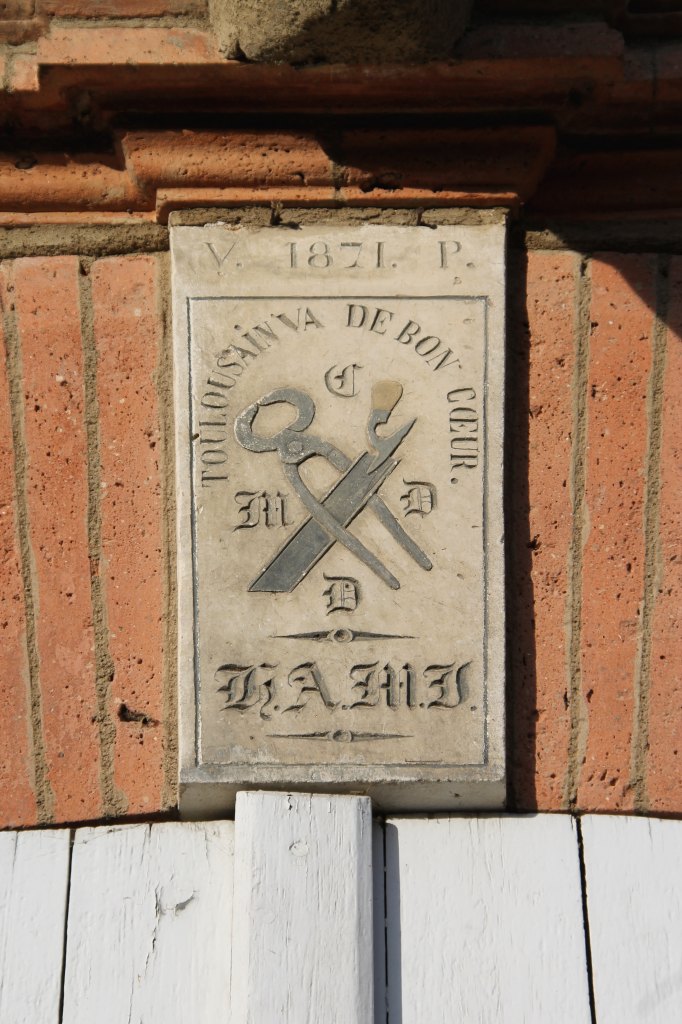 V. 1871. P.
TOULOUSAIN VA DE BON CŒUR.
C
M D
D
H.A.M.I.